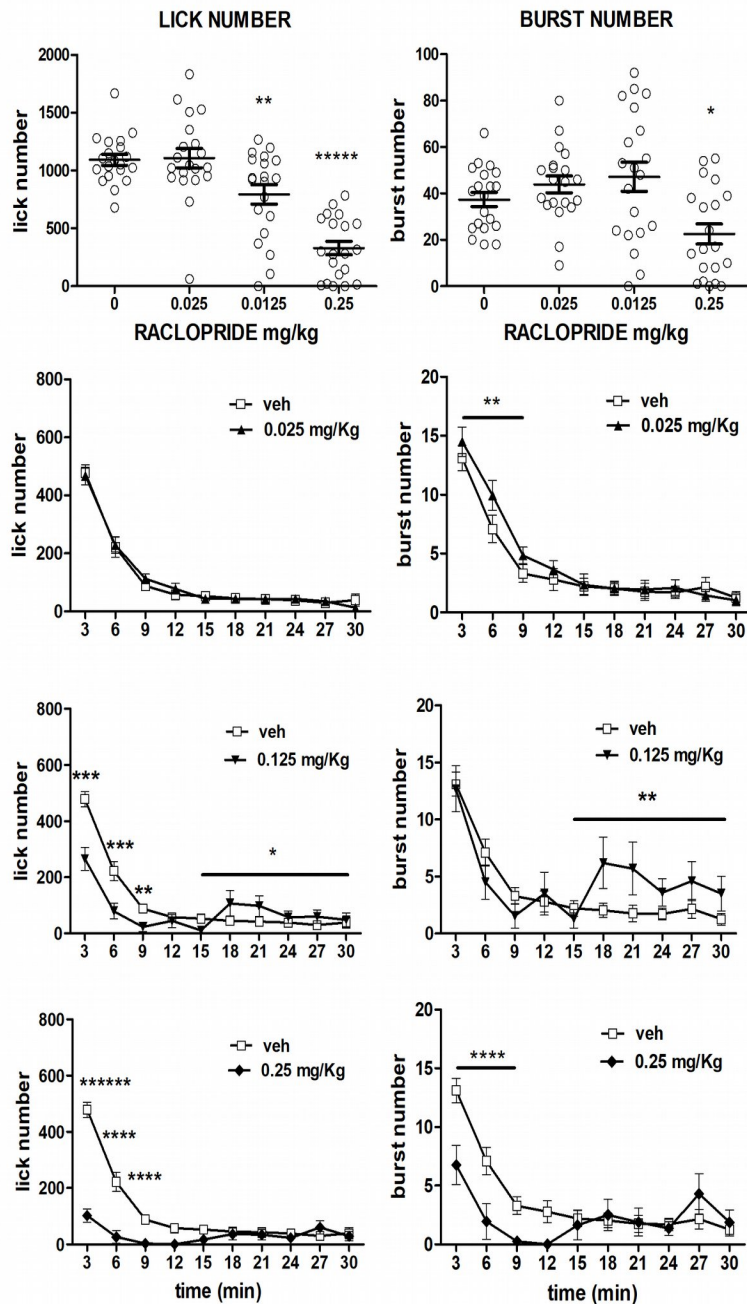 LICK NUMBER
lick number
2000
1500
1000
500
0
**
*****
0 0.025 0.0125 0.25
RACLOPRIDE mg/kg
BURST NUMBER
burst number
100
80
60
40
20
0
*
0 0.025 0.0125 0.25
RACLOPRIDE mg/kg
lick number
800
600
400
200
0
veh
0.025 mg/Kg
3 6 9 12 15 18 21 24 27 30
burst number
20
15
10
5
0
**
veh
0.025 mg/Kg
3 6 9 12 15 18 21 24 27 30
lick number
800
600
400
200
0
veh
0.125 mg/Kg
***
***
**
*
3 6 9 12 15 18 21 24 27 30
burst number
20
15
10
5
0
veh
0.125 mg/Kg
**
3 6 9 12 15 18 21 24 27 30
lick number
800
600
400
200
0
veh
0.25 mg/Kg
******
****
****
3 6 9 12 15 18 21 24 27 30
time (min)
burst number
20
15
10
5
0
veh
0.25 mg/Kg
****
3 6 9 12 15 18 21 24 27 30
time (min)